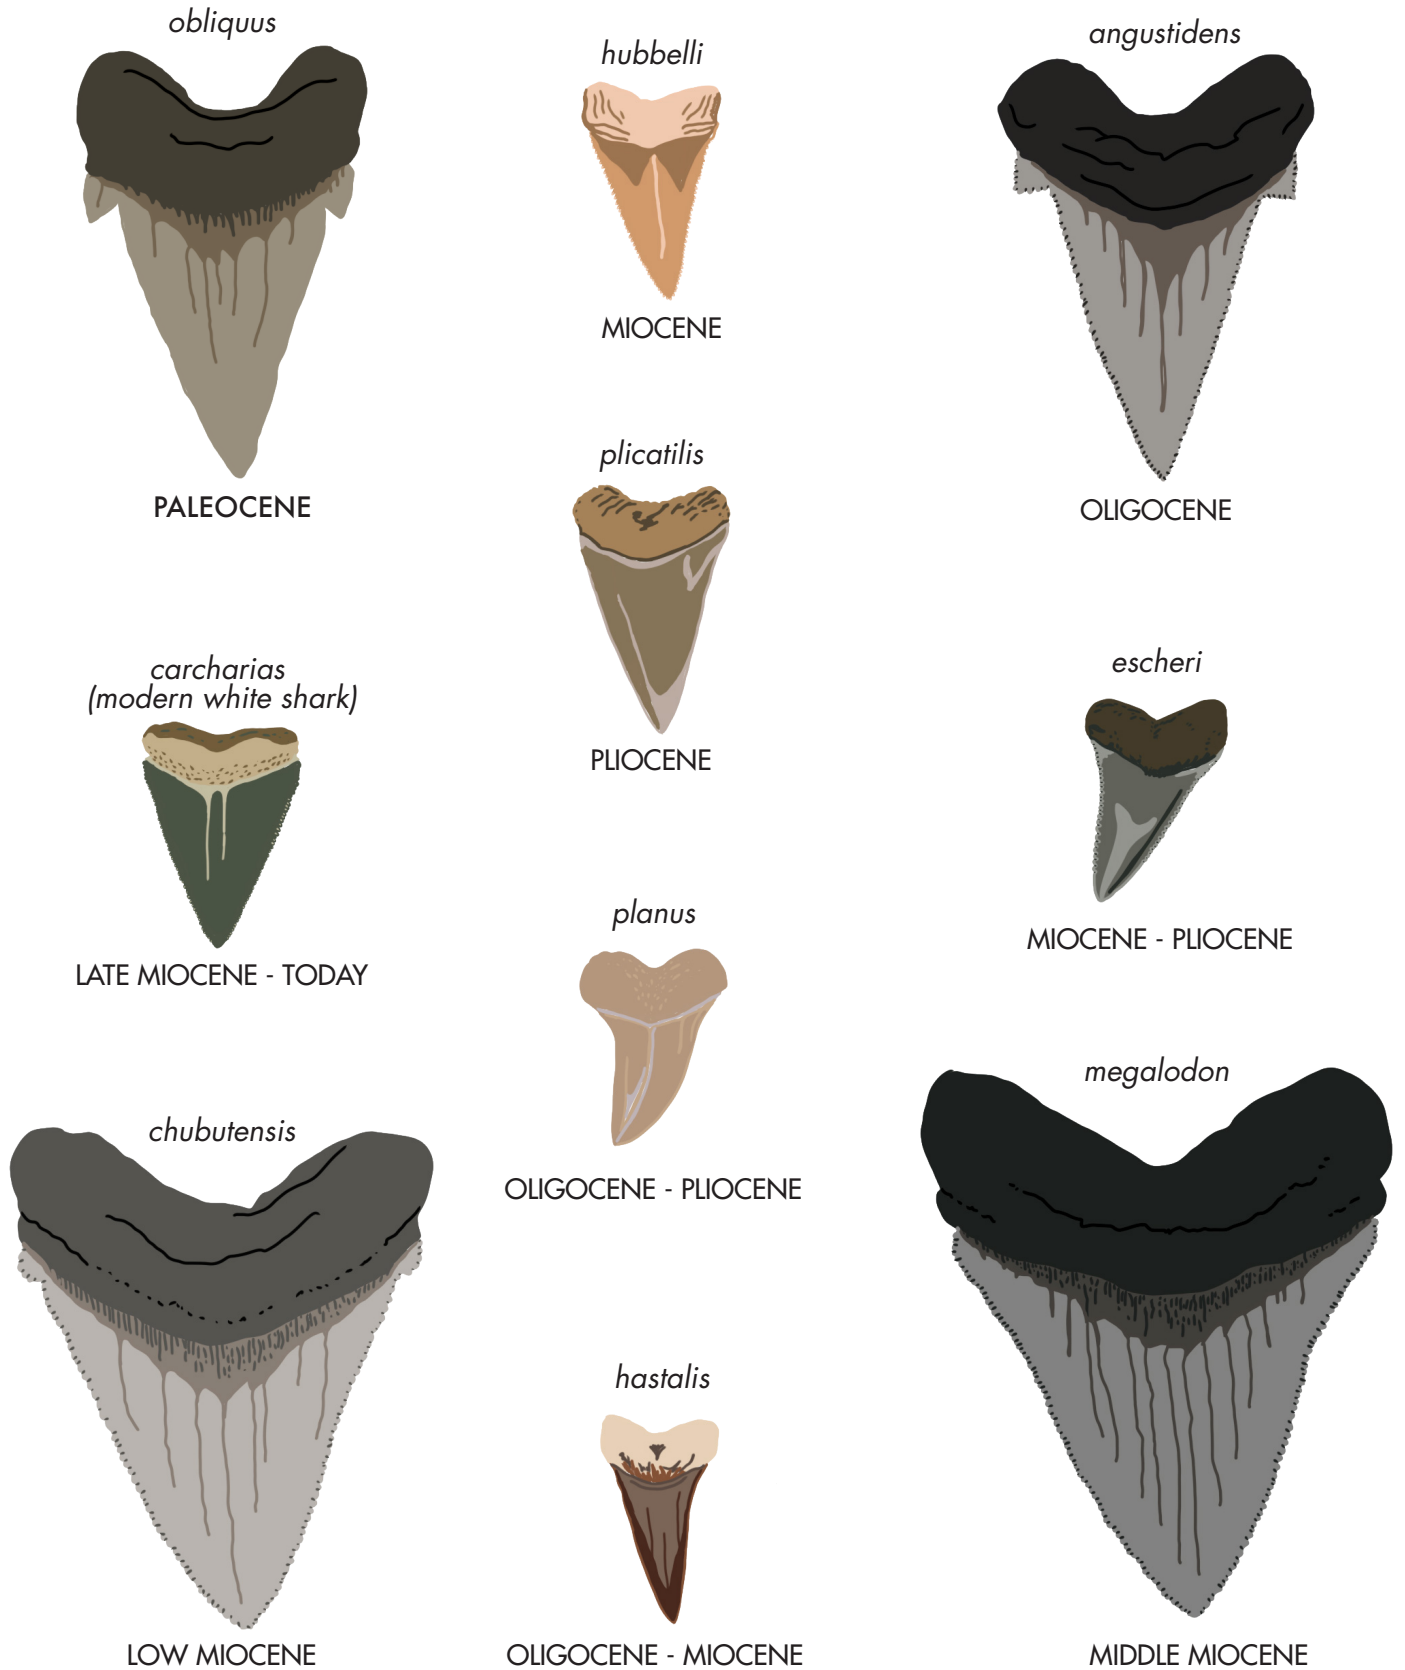 obliquus
PALEOCENE
hubbelli
MIOCENE
angustidens
OLIGOCENE
plicatilis
PLIOCENE
carcharias
(modern white shark)
LATE MIOCENE - TODAY
escheri
MIOCENE - PLIOCENE
planus
OLIGOCENE - PLIOCENE
chubutensis
LOW MIOCENE
hastalis
OLIGOCENE - MIOCENE
megalodon
MIDDLE MIOCENE